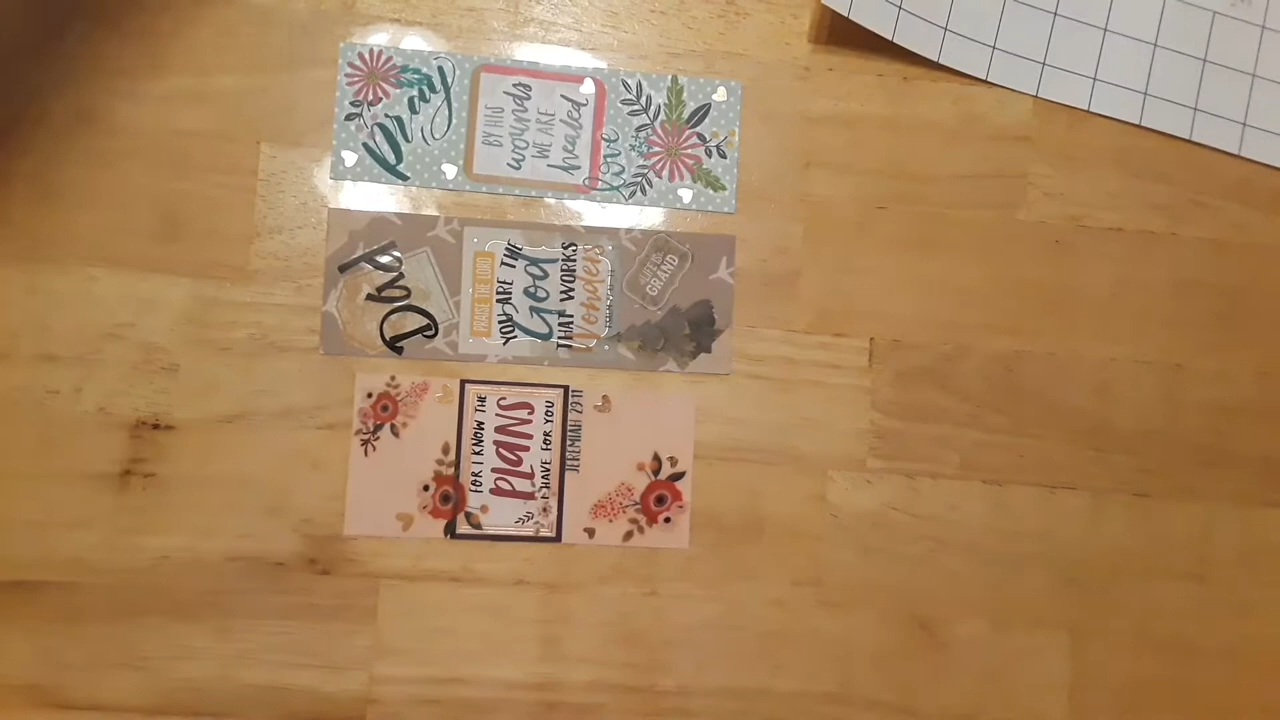 Pray
BY HIS
wounds
WE ARE
healed
love
Dad
PRAISE THE LORD
YOU ARE THE
God
THAT WORKS
Wonders
LIFE IS
GRAND
FOR I KNOW THE
PLANS
I HAVE FOR YOU
JEREMIAH 29:11